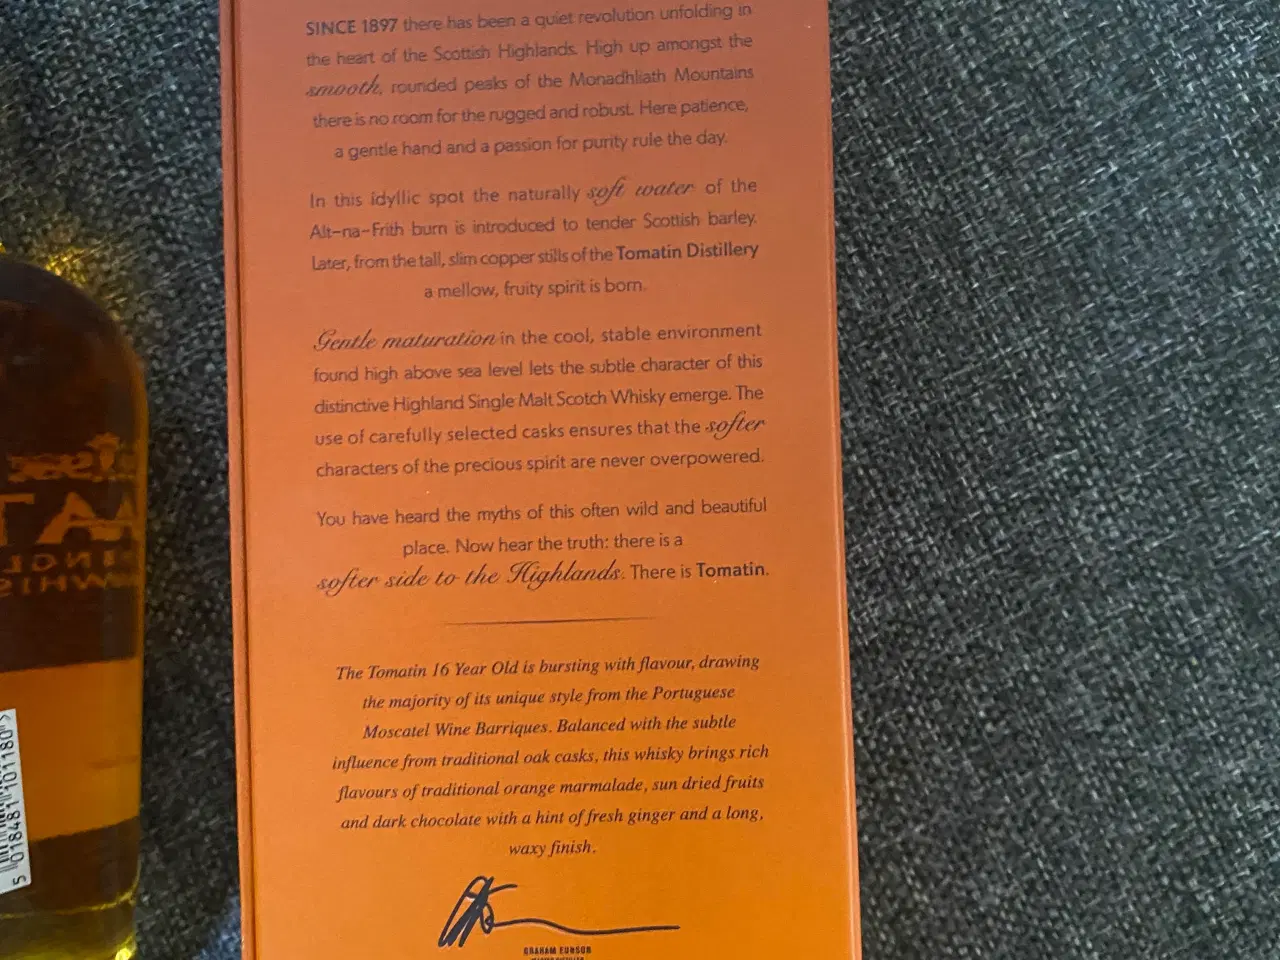 SINCE 1897 there has been a quiet revolution unfolding in
the heart of the Scottish Highlands. High up amongst the
smooth, rounded peaks of the Monadhliath Mountains
there is no room for the rugged and robust. Here patience,
a gentle hand and a passion for purity rule the day.
In this idyllic spot the naturally soft water of the
Alt-na-Frith burn is introduced to tender Scottish barley.
Later, from the tall, slim copper stills of the Tomatin Distillery
a mellow, fruity spirit is born.
Gentle maturation in the cool, stable environment
found high above sea level lets the subtle character of this
distinctive Highland Single Malt Scotch Whisky emerge. The
use of carefully selected casks ensures that the softer
characters of the precious spirit are never overpowered.
You have heard the myths of this often wild and beautiful
place. Now hear the truth: there is a
softer side to the Highlands. There is Tomatin.
The Tomatin 16 Year Old is bursting with flavour, drawing
the majority of its unique style from the Portuguese
Moscatel Wine Barriques. Balanced with the subtle
influence from traditional oak casks, this whisky brings rich
flavours of traditional orange marmalade, sun dried fruits
and dark chocolate with a hint of fresh ginger and a long,
waxy finish.
GRAHAM EUNSON
5 018481 101180